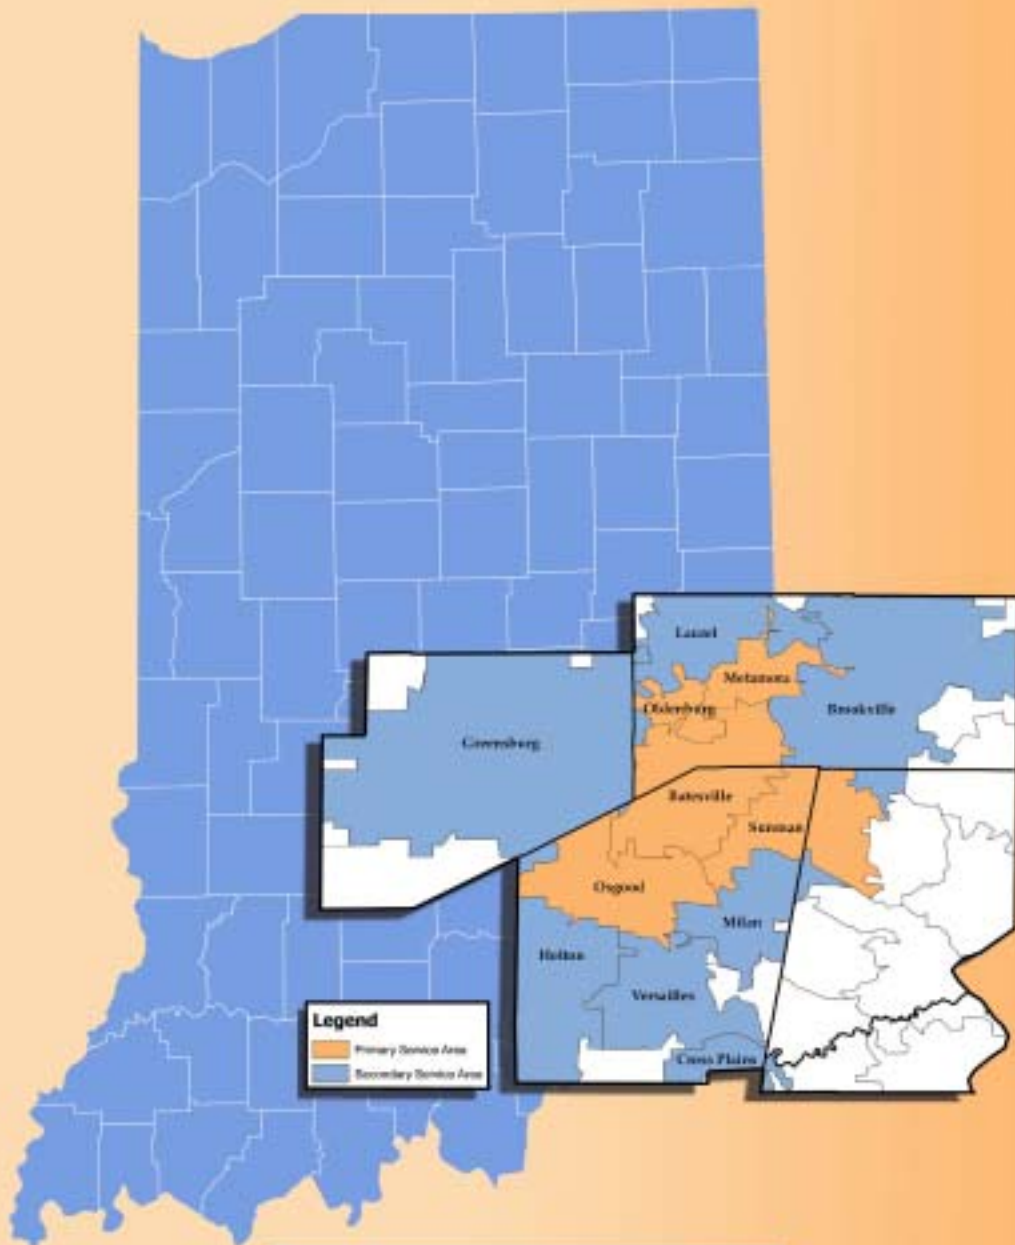 Laurel
Metamora
Oldenburg
Brookville
Greensburg
Batesville
Sunman
Osgood
Milan
Holton
Versailles
Cross Plains
Legend
Primary Service Area
Secondary Service Area